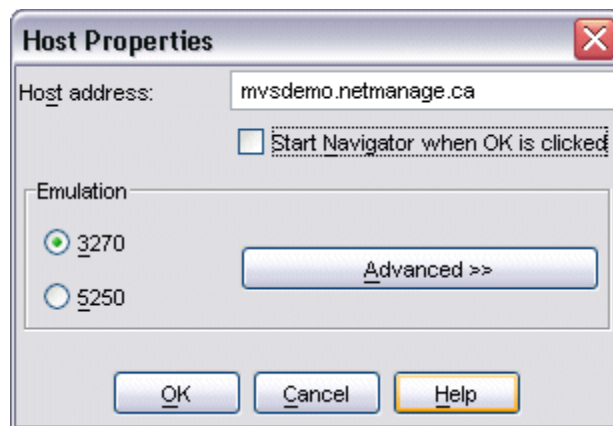 Host Properties
Host address: mvsdemo.netmanage.ca
Start Navigator when OK is clicked
Emulation
3270
Advanced >>
5250
OK Cancel Help